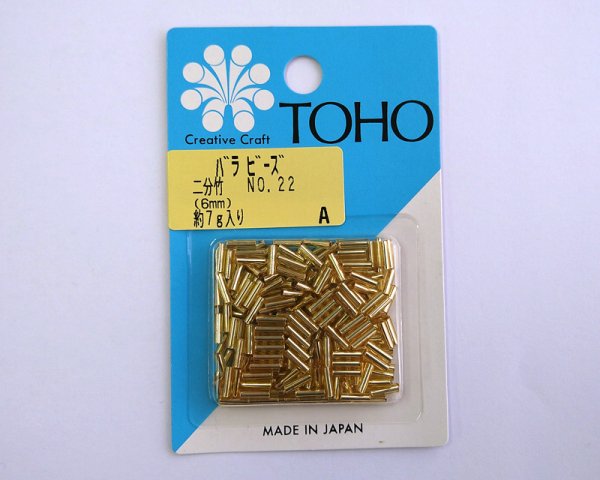 Creative Craft
TOHO
バラ ビーズ
二分竹 NO.22
(6mm)
約7g入り A
MADE IN JAPAN